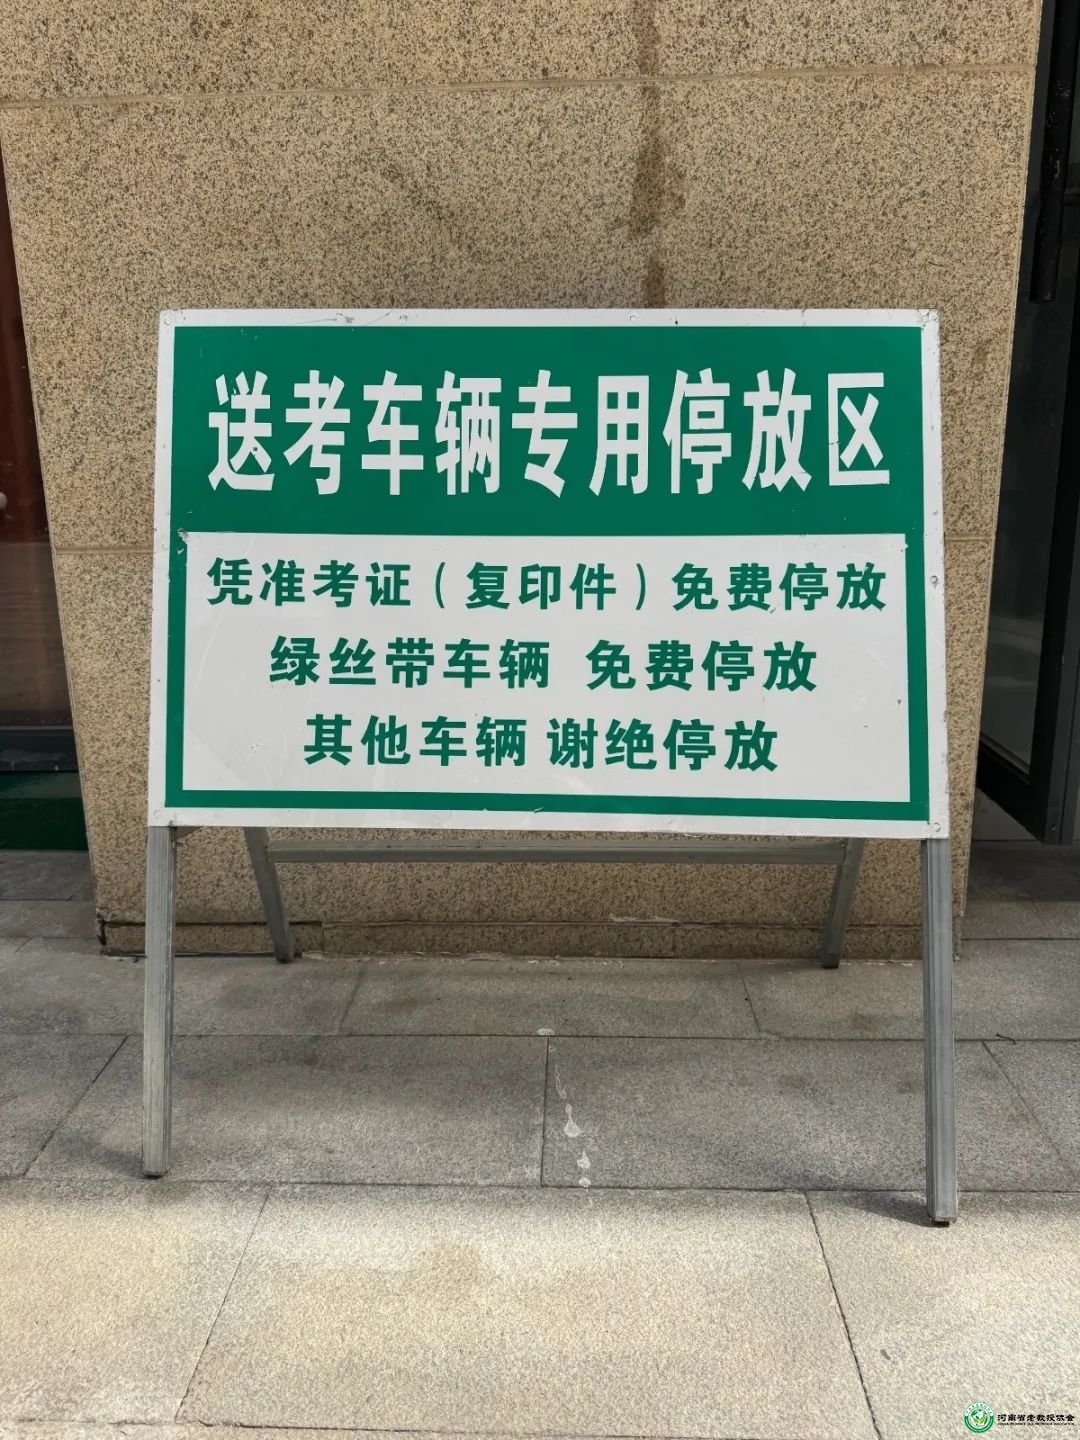 送考车辆专用停放区
凭准考证（复印件）免费停放
绿丝带车辆 免费停放
其他车辆 谢绝停放
河南省老教授协会